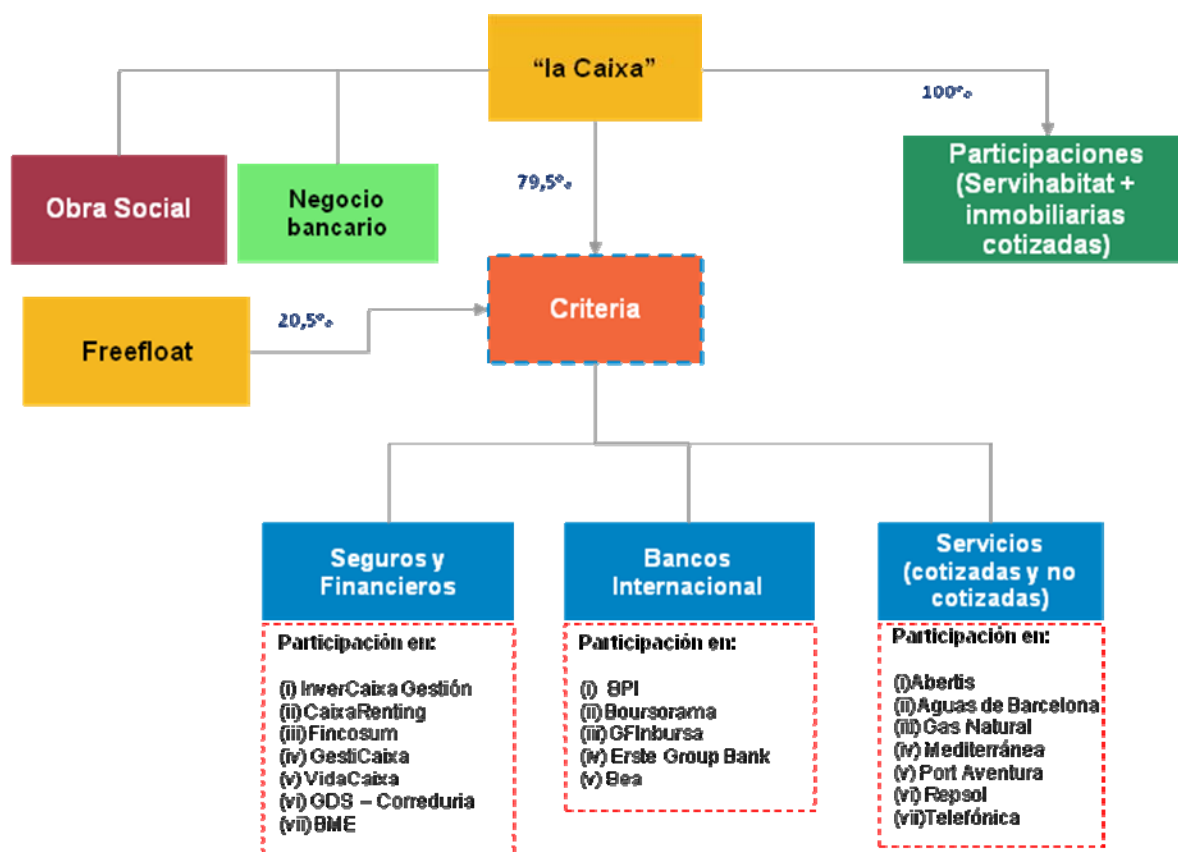 “la Caixa”
100%
Participaciones
(Servihabitat +
inmobiliarias
cotizadas)
79,5%
Obra Social
Negocio
bancario
Criteria
20,5%
Freefloat
Seguros y
Financieros
Bancos
Internacional
Servicios
(cotizadas y no
cotizadas)
Participación en:
(i) InverCaixa Gestión
(ii) CaixaRenting
(iii) Fincosum
(iv) GestiCaixa
(v) VidaCaixa
(vi) GDS – Correduria
(vii) BME
Participación en:
(i) BPI
(ii) Boursorama
(iii) GFInbursa
(iv) Erste Group Bank
(v) Bea
Participación en:
(i)Abertis
(ii)Aguas de Barcelona
(iii) Gas Natural
(iv) Mediterránea
(v) Port Aventura
(vi) Repsol
(vii)Telefónica